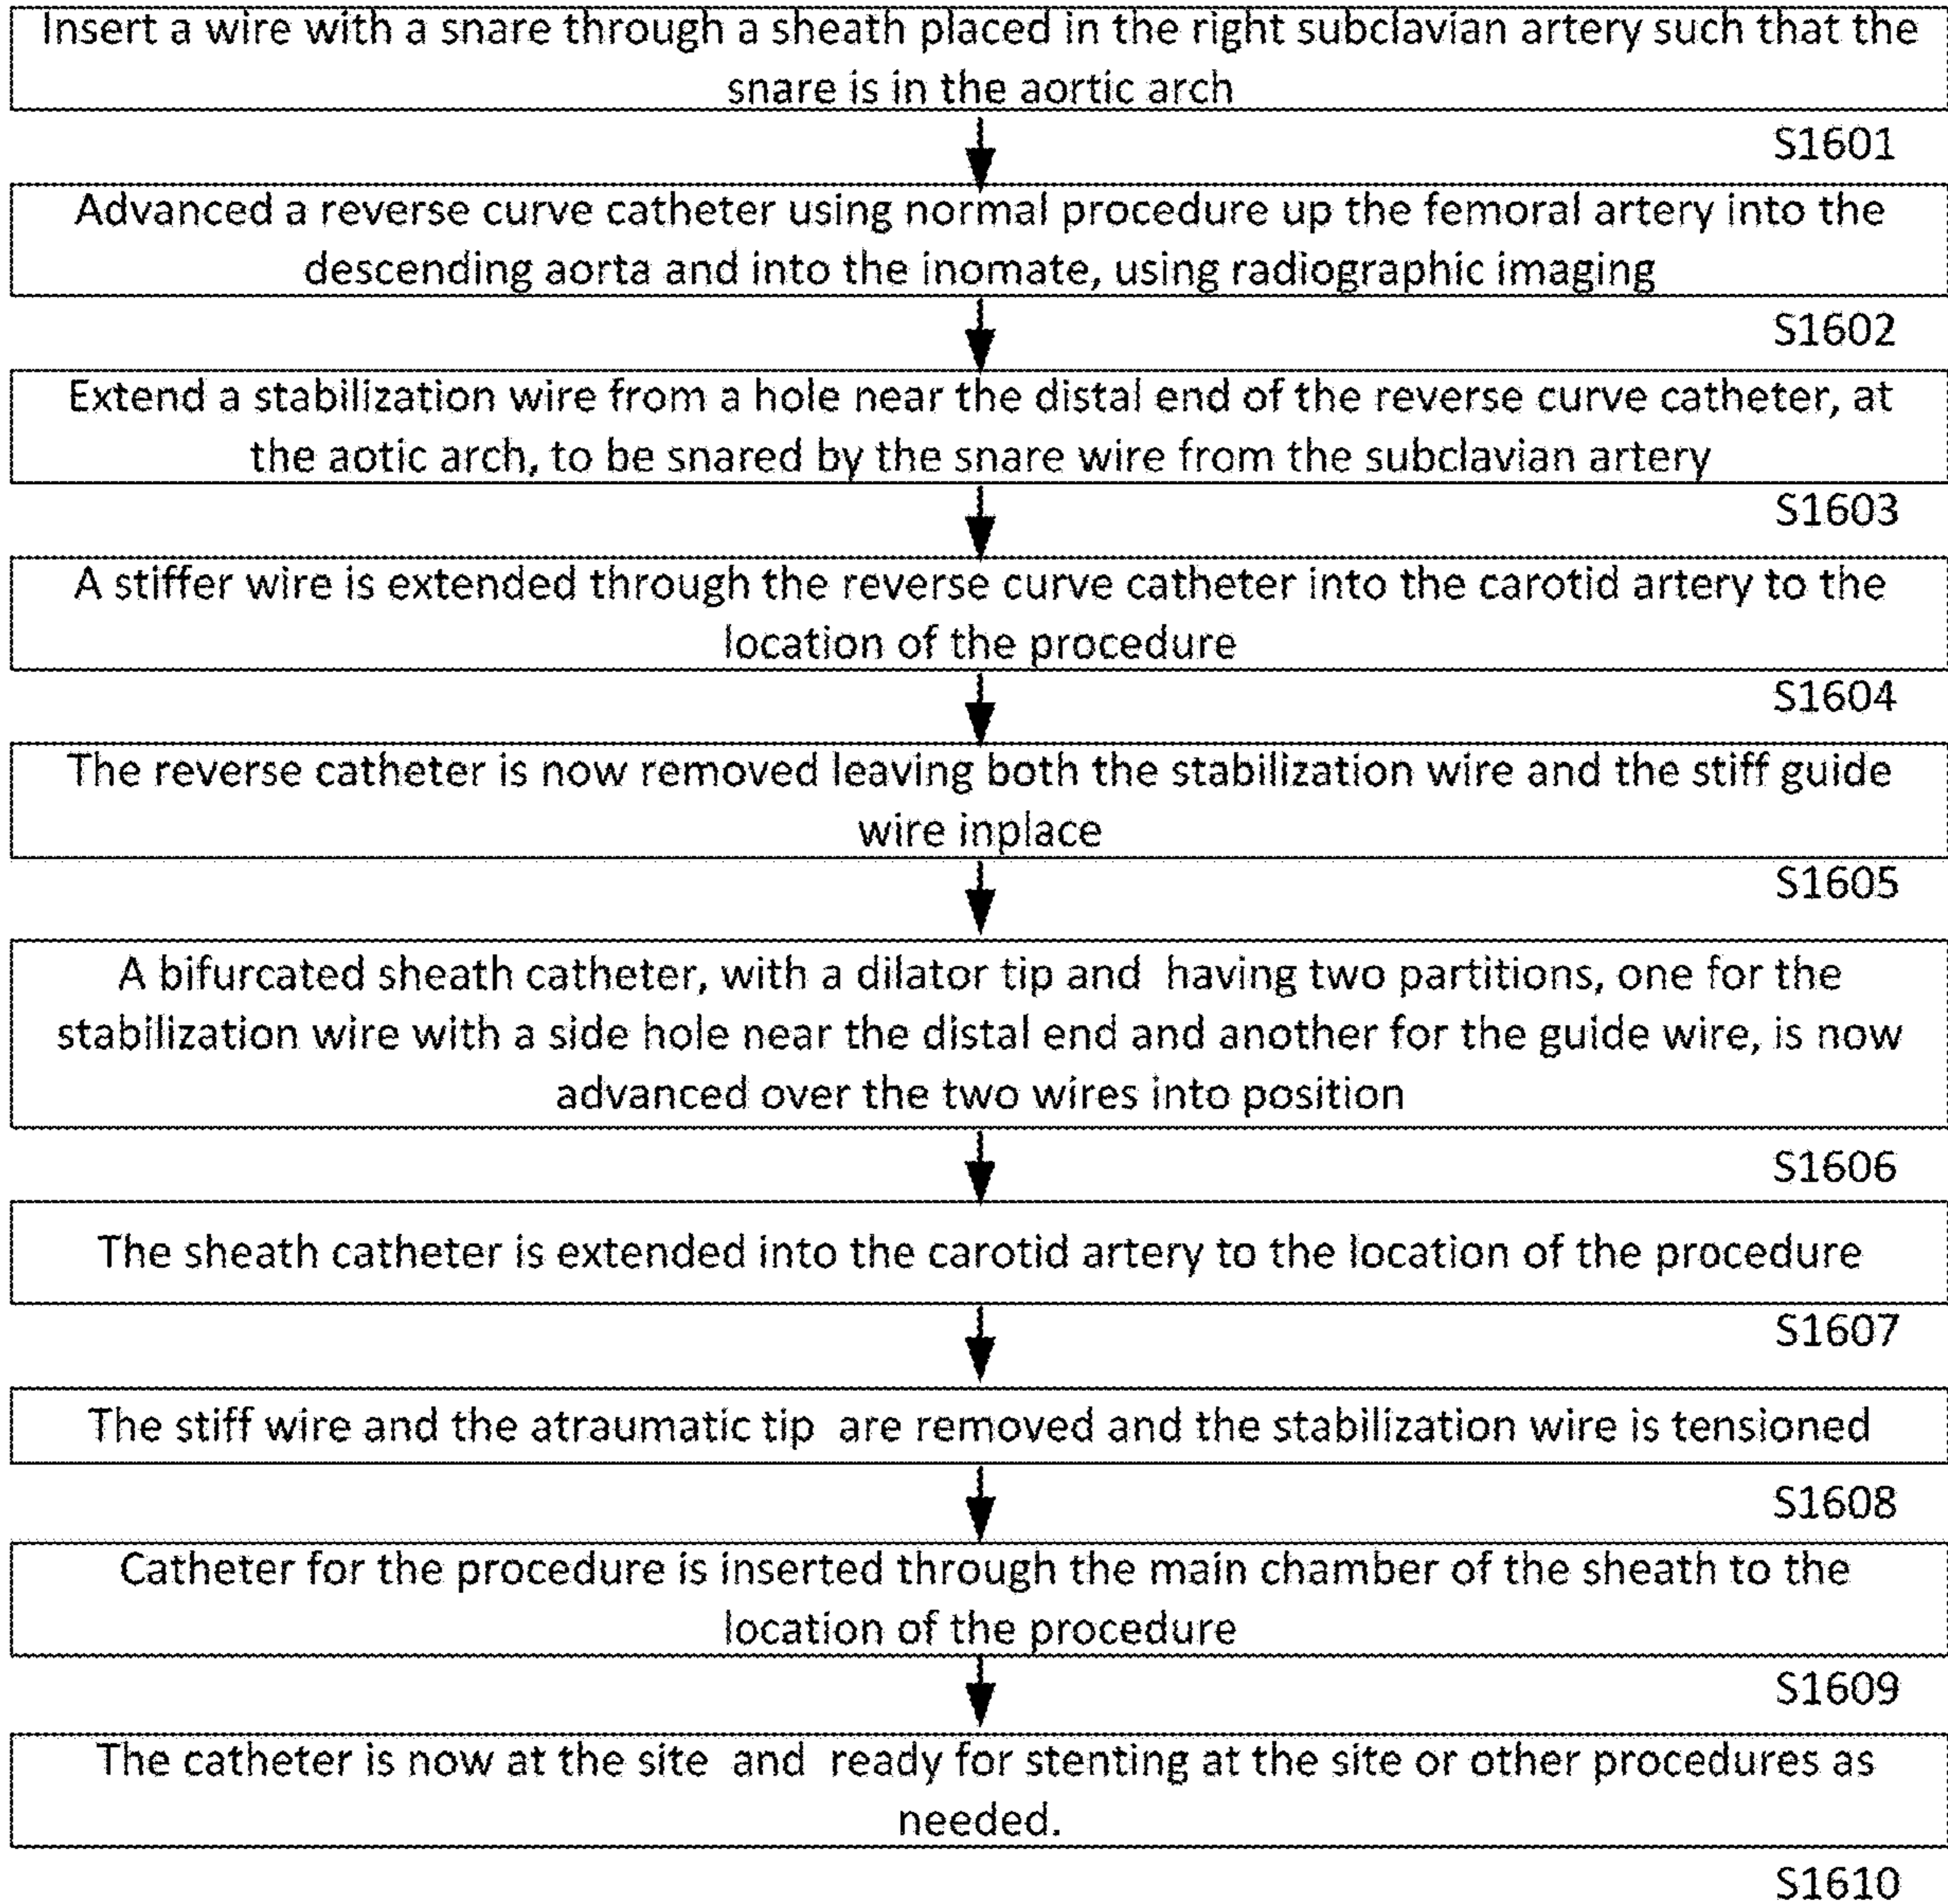 Insert a wire with a snare through a sheath placed in the right subclavian artery such that the
snare is in the aortic arch
S1601
Advanced a reverse curve catheter using normal procedure up the femoral artery into the
descending aorta and into the inomate, using radiographic imaging
S1602
Extend a stabilization wire from a hole near the distal end of the reverse curve catheter, at
the aotic arch, to be snared by the snare wire from the subclavian artery
S1603
A stiffer wire is extended through the reverse curve catheter into the carotid artery to the
location of the procedure
S1604
The reverse catheter is now removed leaving both the stabilization wire and the stiff guide
wire inplace
S1605
A bifurcated sheath catheter, with a dilator tip and having two partitions, one for the
stabilization wire with a side hole near the distal end and another for the guide wire, is now
advanced over the two wires into position
S1606
The sheath catheter is extended into the carotid artery to the location of the procedure
S1607
The stiff wire and the atraumatic tip are removed and the stabilization wire is tensioned
S1608
Catheter for the procedure is inserted through the main chamber of the sheath to the
location of the procedure
S1609
The catheter is now at the site and ready for stenting at the site or other procedures as
needed.
S1610